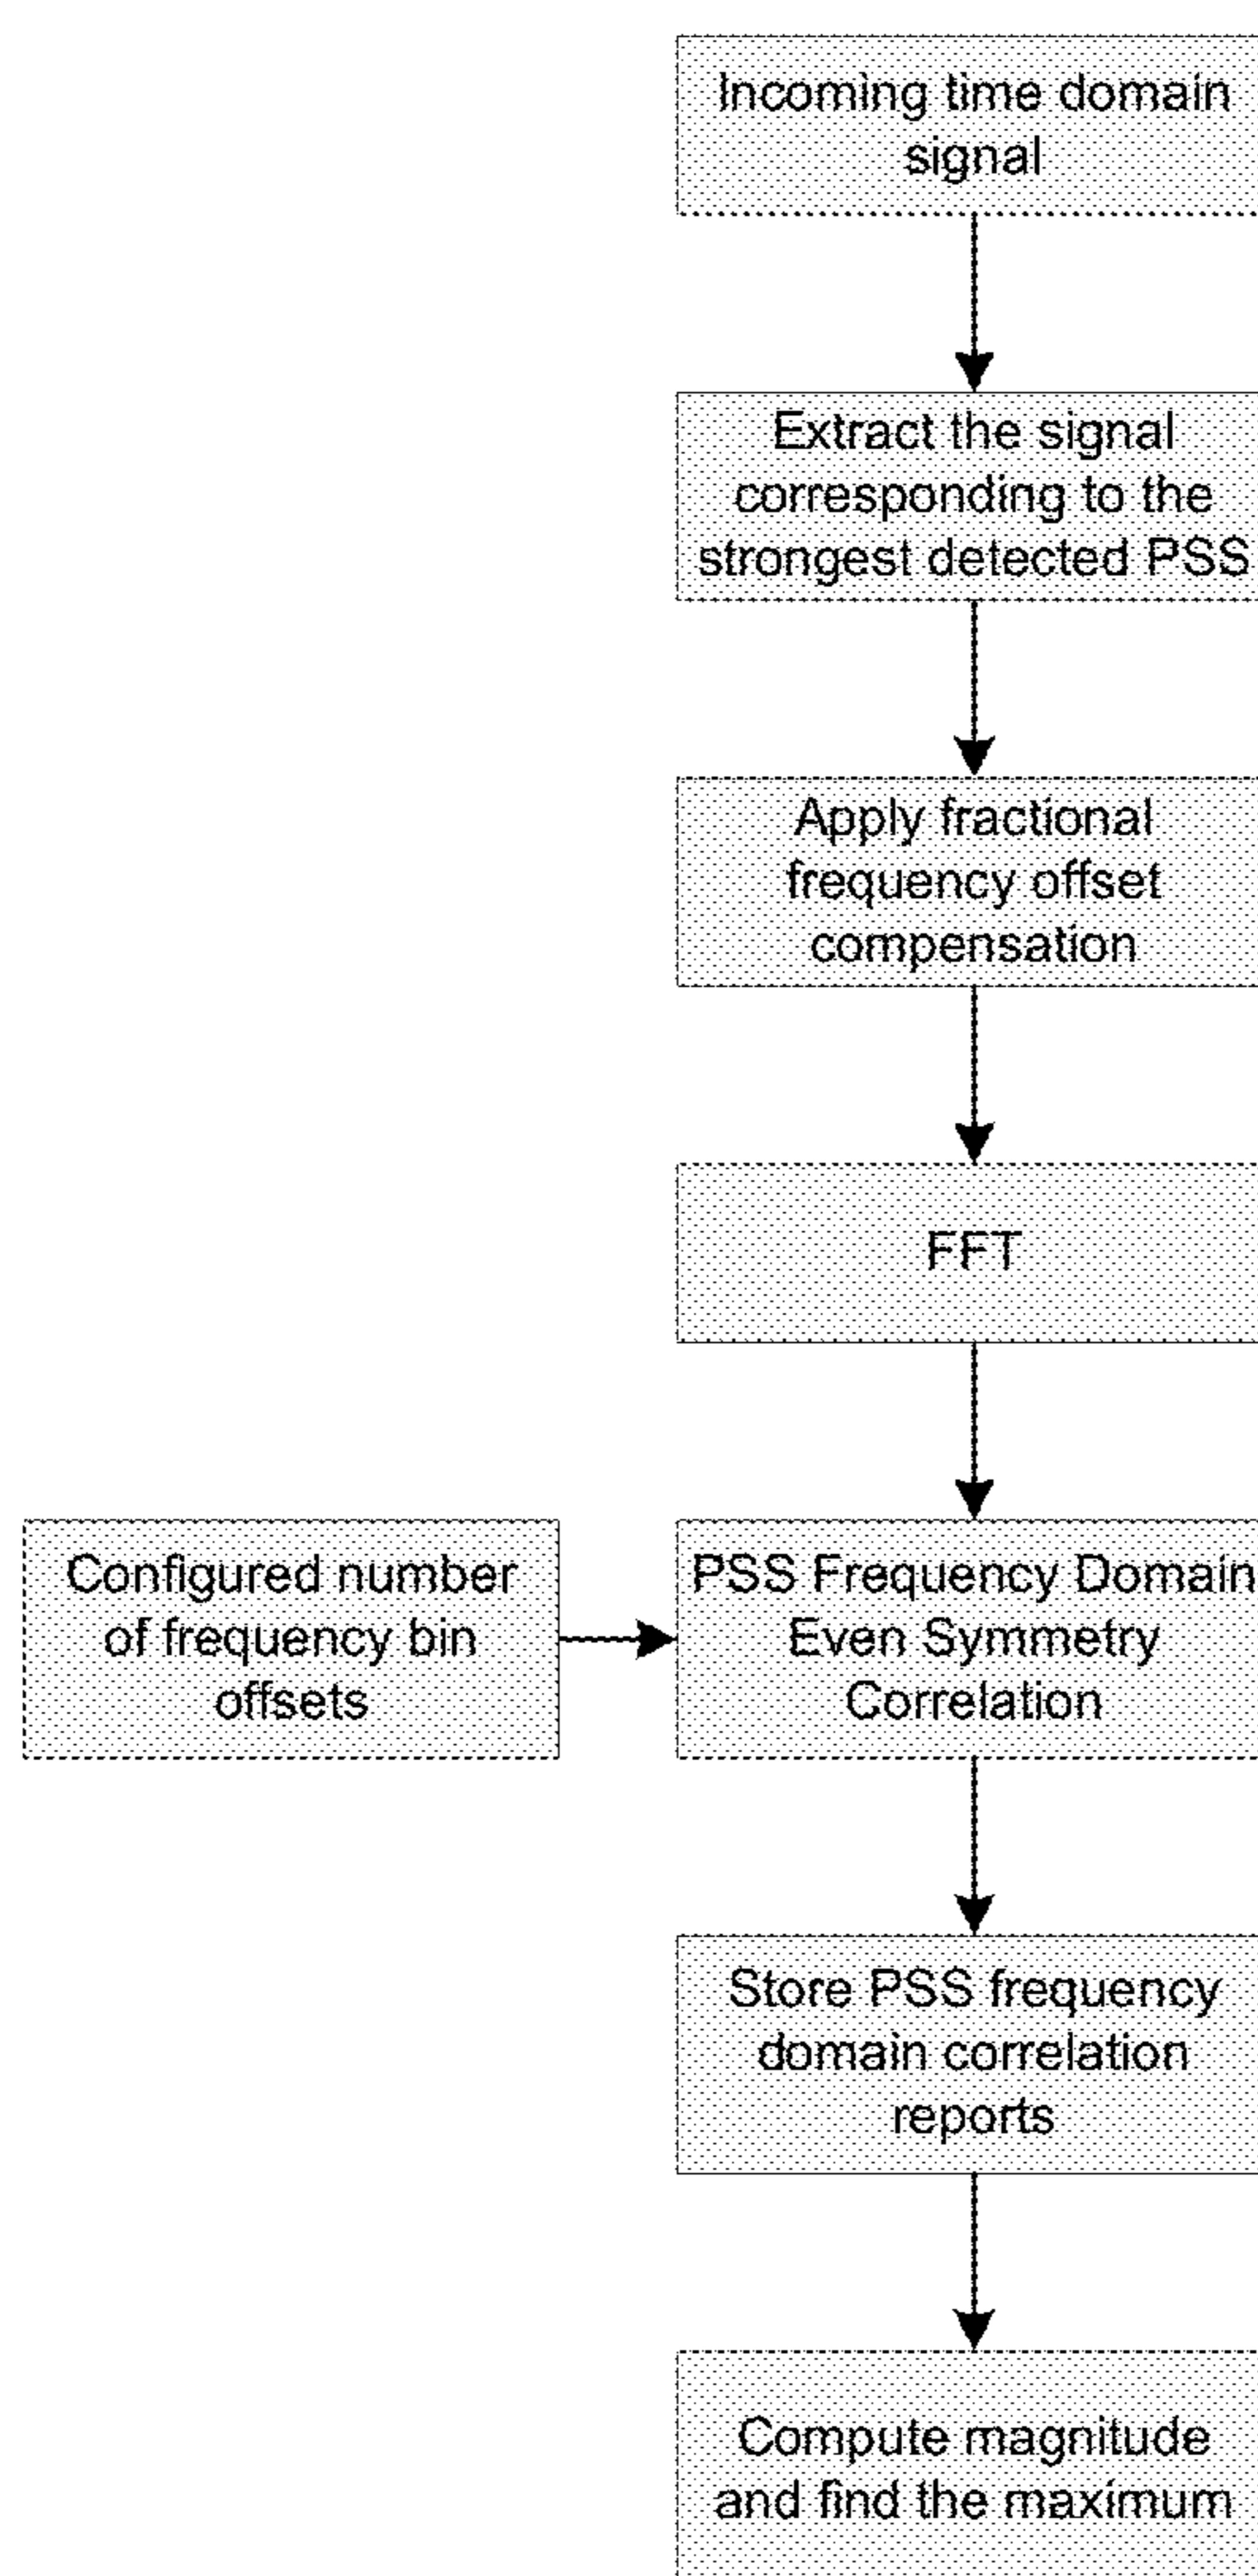 Incoming time domain
signal
Extract the signal
corresponding to the
strongest detected PSS
Apply fractional
frequency offset
compensation
FFT
Configured number
of frequency bin
offsets
PSS Frequency Domain
Even Symmetry
Correlation
Store PSS frequency
domain correlation
reports
Compute magnitude
and find the maximum